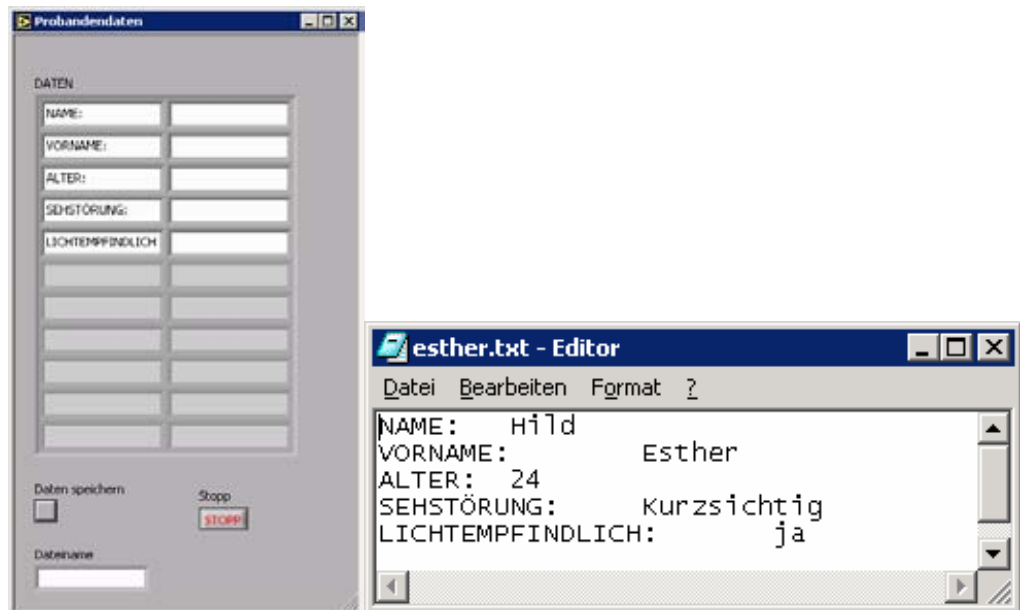 Probandendaten
DATEN
NAME:
VORNAME:
ALTER:
SEHSTÖRUNG:
LICHTEMPFINDLICH
Daten speichern
Stopp
STOPP
Dateiname
esther.txt - Editor
Datei Bearbeiten Format ?
NAME: Hild
VORNAME: Esther
ALTER: 24
SEHSTÖRUNG: Kurzsichtig
LICHTEMPFINDLICH: ja